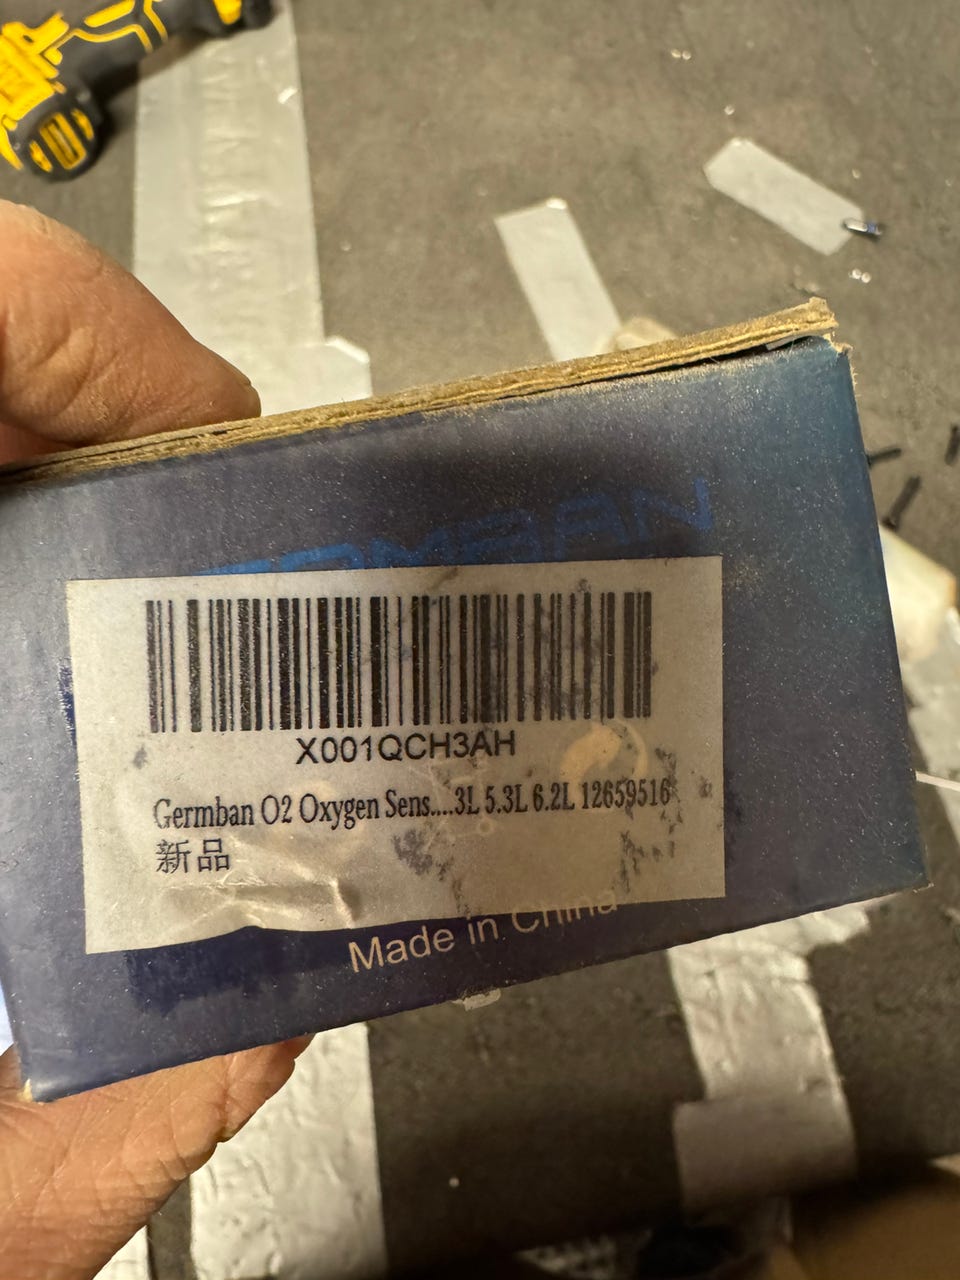 X001QCH3AH
Germban O2 Oxygen Sens....3L 5.3L 6.2L 12659516
新品
Made in China